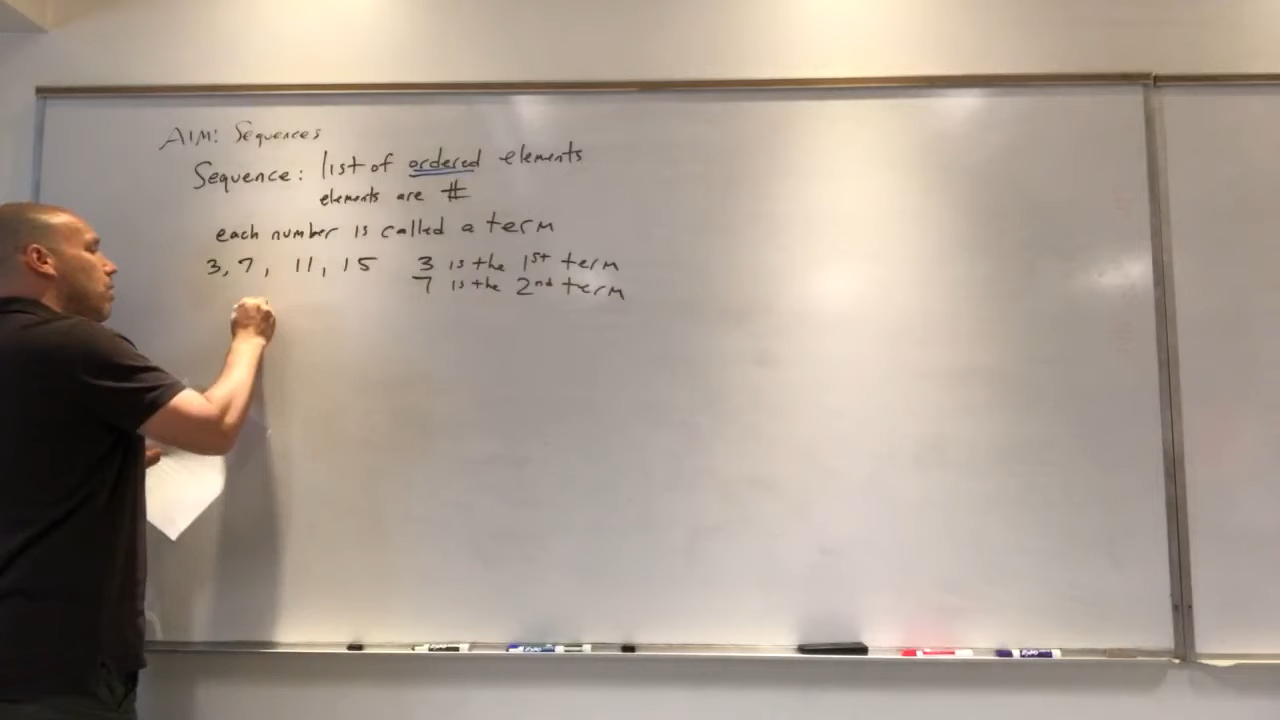 AIM: Sequences
Sequence: list of ordered elements
elements are #
each number is called a term
3, 7, 11, 15 3 is the 1st term
7 is the 2nd term